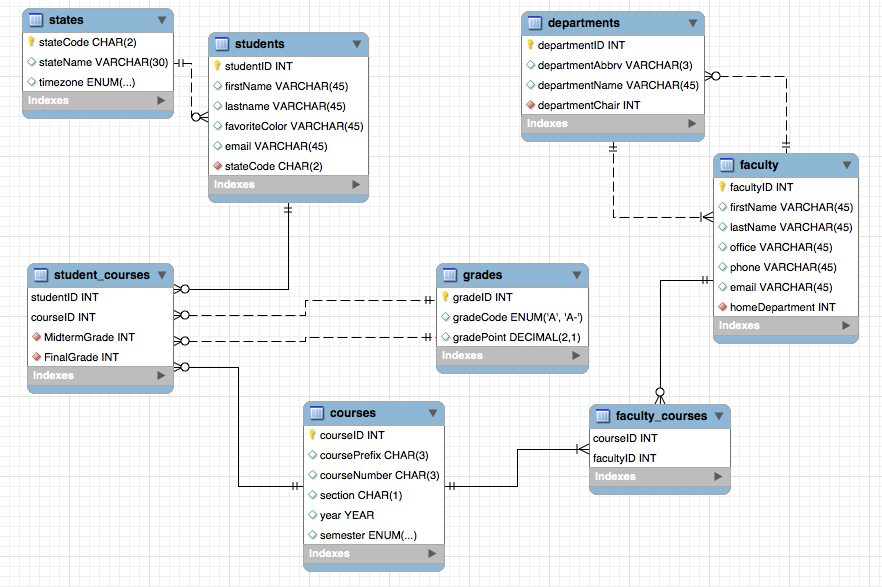 states
stateCode CHAR(2)
stateName VARCHAR(30)
timezone ENUM(...)
Indexes
students
studentID INT
firstName VARCHAR(45)
lastname VARCHAR(45)
favoriteColor VARCHAR(45)
email VARCHAR(45)
stateCode CHAR(2)
Indexes
departments
departmentID INT
departmentAbbrv VARCHAR(3)
departmentName VARCHAR(45)
departmentChair INT
Indexes
faculty
facultyID INT
firstName VARCHAR(45)
lastName VARCHAR(45)
office VARCHAR(45)
phone VARCHAR(45)
email VARCHAR(45)
homeDepartment INT
Indexes
student_courses
studentID INT
courseID INT
MidtermGrade INT
FinalGrade INT
Indexes
grades
gradeID INT
gradeCode ENUM('A', 'A-')
gradePoint DECIMAL(2,1)
Indexes
courses
courseID INT
coursePrefix CHAR(3)
courseNumber CHAR(3)
section CHAR(1)
year YEAR
semester ENUM(...)
Indexes
faculty_courses
courseID INT
facultyID INT
Indexes